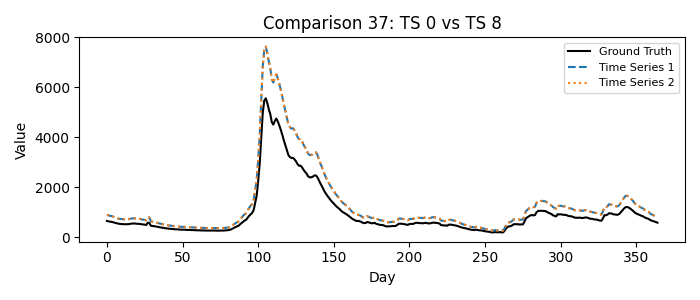 Comparison 37: TS 0 vs TS 8
Value
8000
6000
4000
2000
0
Ground Truth
Time Series 1
Time Series 2
0 50 100 150 200 250 300 350
Day